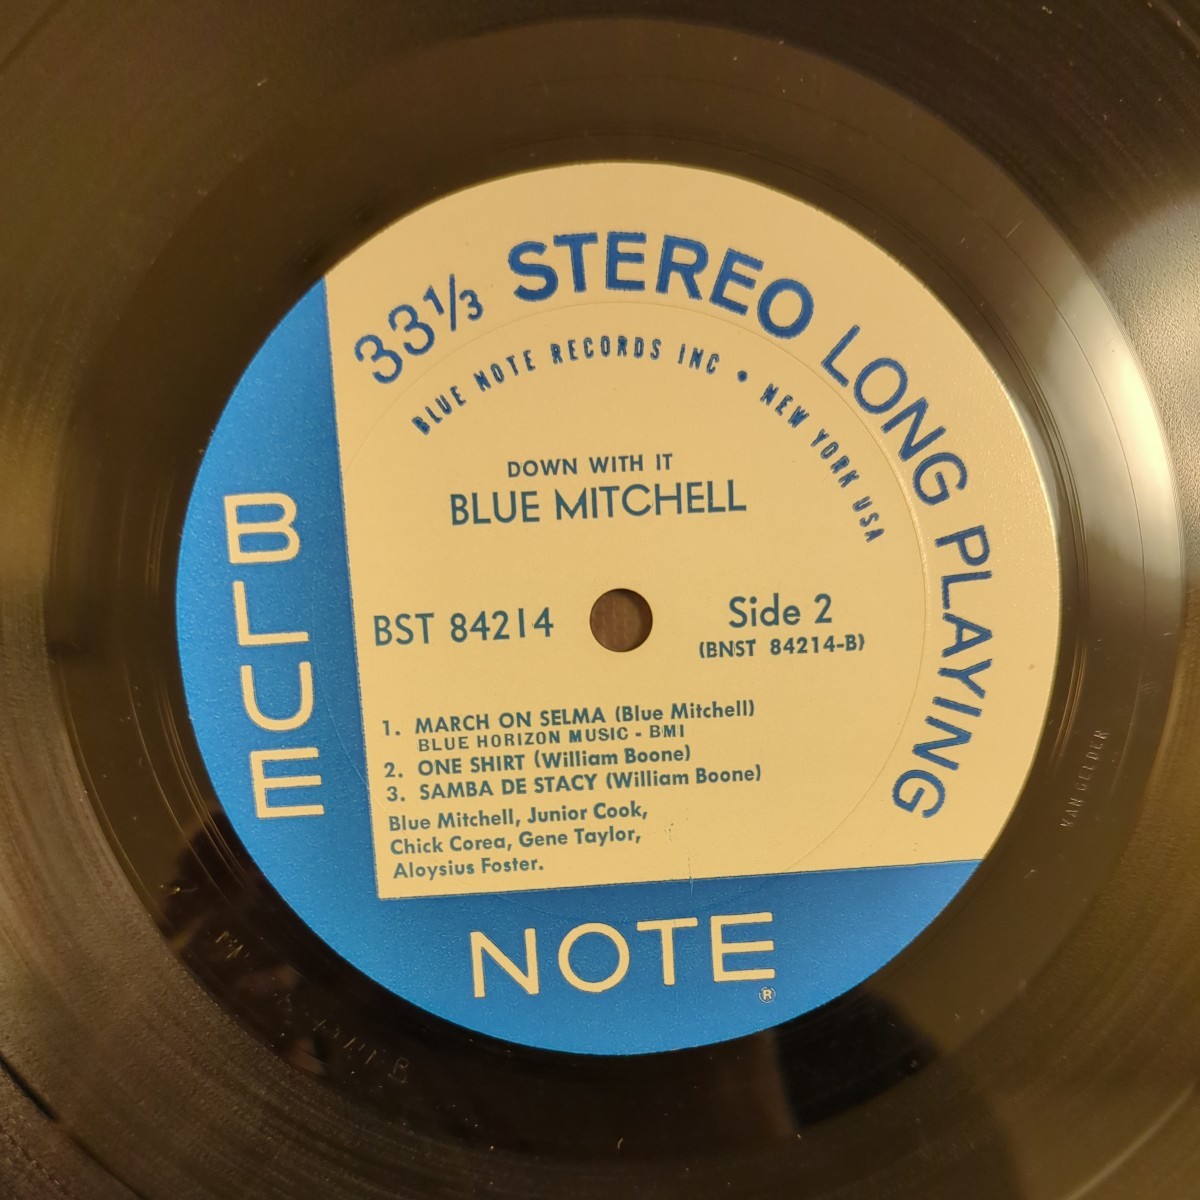 33⅓ STEREO LONG PLAYING
BLUE NOTE RECORDS INC • NEW YORK USA
DOWN WITH IT
BLUE MITCHELL
BST 84214
Side 2
(BNST 84214-B)
1. MARCH ON SELMA (Blue Mitchell)
BLUE HORIZON MUSIC - BMI
2. ONE SHIRT (William Boone)
3. SAMBA DE STACY (William Boone)
Blue Mitchell, Junior Cook,
Chick Corea, Gene Taylor,
Aloysius Foster.
BLUE
NOTE
®
VAN GELDER